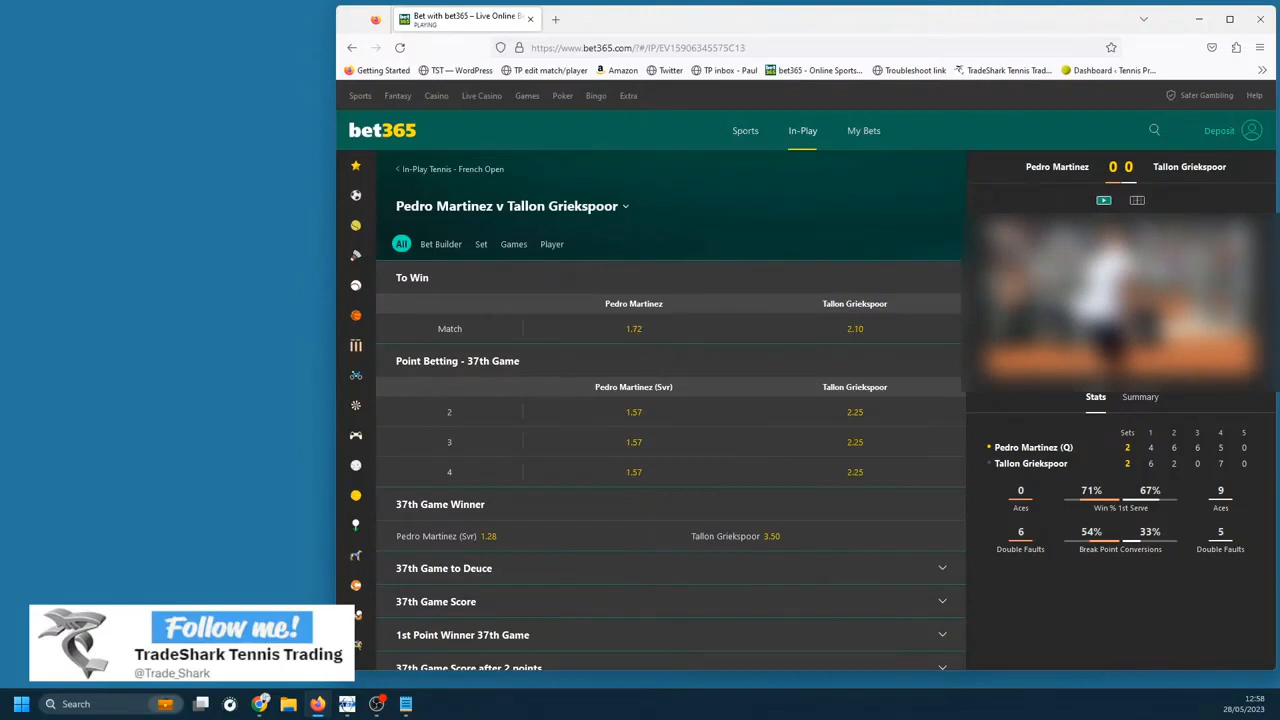 Bet with bet365 – Live Online B
PLAYING
https://www.bet365.com/?#/IP/EV15906345575C13
Getting Started
TST — WordPress
TP edit match/player
Amazon
Twitter
TP inbox - Paul
bet365 - Online Sports...
Troubleshoot link
TradeShark Tennis Trad...
Dashboard ‹ Tennis Pr...
Sports Fantasy Casino Live Casino Games Poker Bingo Extra
Safer Gambling Help
bet365
Sports In-Play My Bets
Deposit
In-Play Tennis - French Open
Pedro Martinez v Tallon Griekspoor
All Bet Builder Set Games Player
To Win
Pedro Martinez Tallon Griekspoor
Match 1.72 2.10
Point Betting - 37th Game
Pedro Martinez (Svr) Tallon Griekspoor
2 1.57 2.25
3 1.57 2.25
4 1.57 2.25
37th Game Winner
Pedro Martinez (Svr) 1.28 Tallon Griekspoor 3.50
37th Game to Deuce
37th Game Score
1st Point Winner 37th Game
37th Game Score after 2 points
Pedro Martinez 0 0 Tallon Griekspoor
Stats Summary
Sets 1 2 3 4 5
Pedro Martinez (Q) 2 4 6 6 5 0
Tallon Griekspoor 2 6 2 0 7 0
0 71% 67% 9
Aces Win % 1st Serve Aces
6 54% 33% 5
Double Faults Break Point Conversions Double Faults
Follow me!
TradeShark Tennis Trading
@Trade_Shark
Search
12:58
28/05/2023